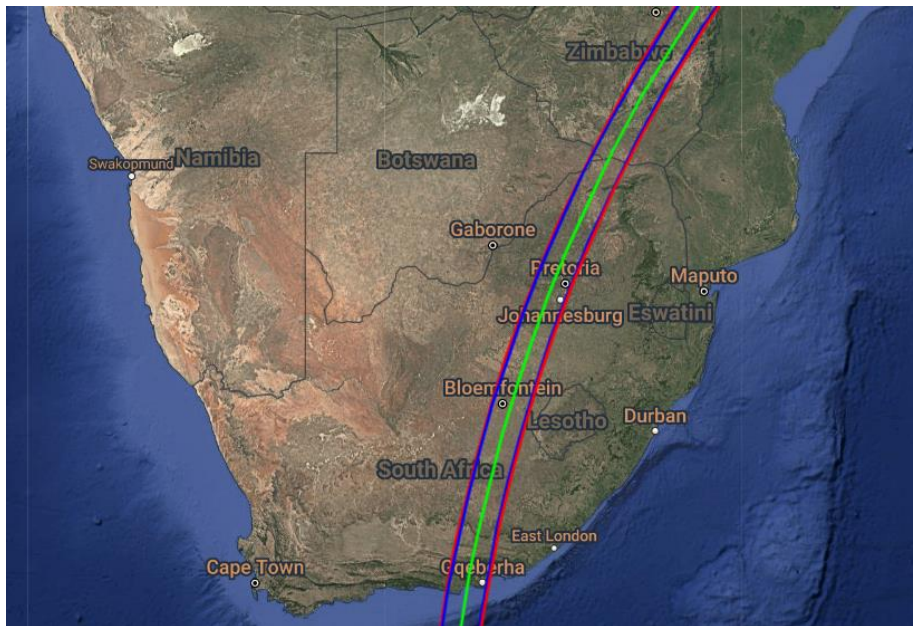 Zimbabwe
Swakopmund
Namibia
Botswana
Gaborone
Pretoria
Maputo
Johannesburg
Eswatini
Bloemfontein
Lesotho
Durban
South Africa
East London
Cape Town
Gqeberha